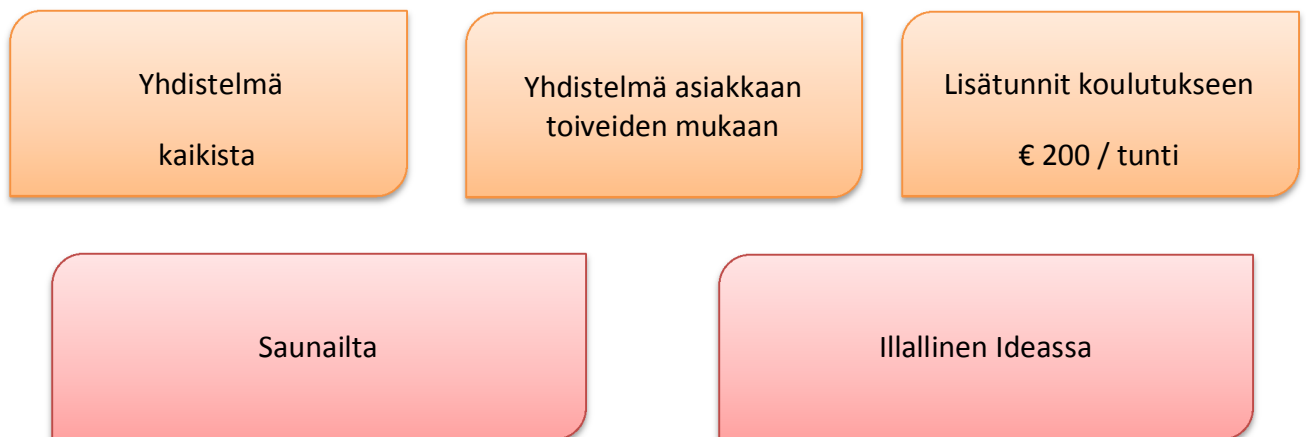 Yhdistelmä
kaikista
Yhdistelmä asiakkaan
toiveiden mukaan
Lisätunnit koulutukseen
€ 200 / tunti
Saunailta
Illallinen Ideassa